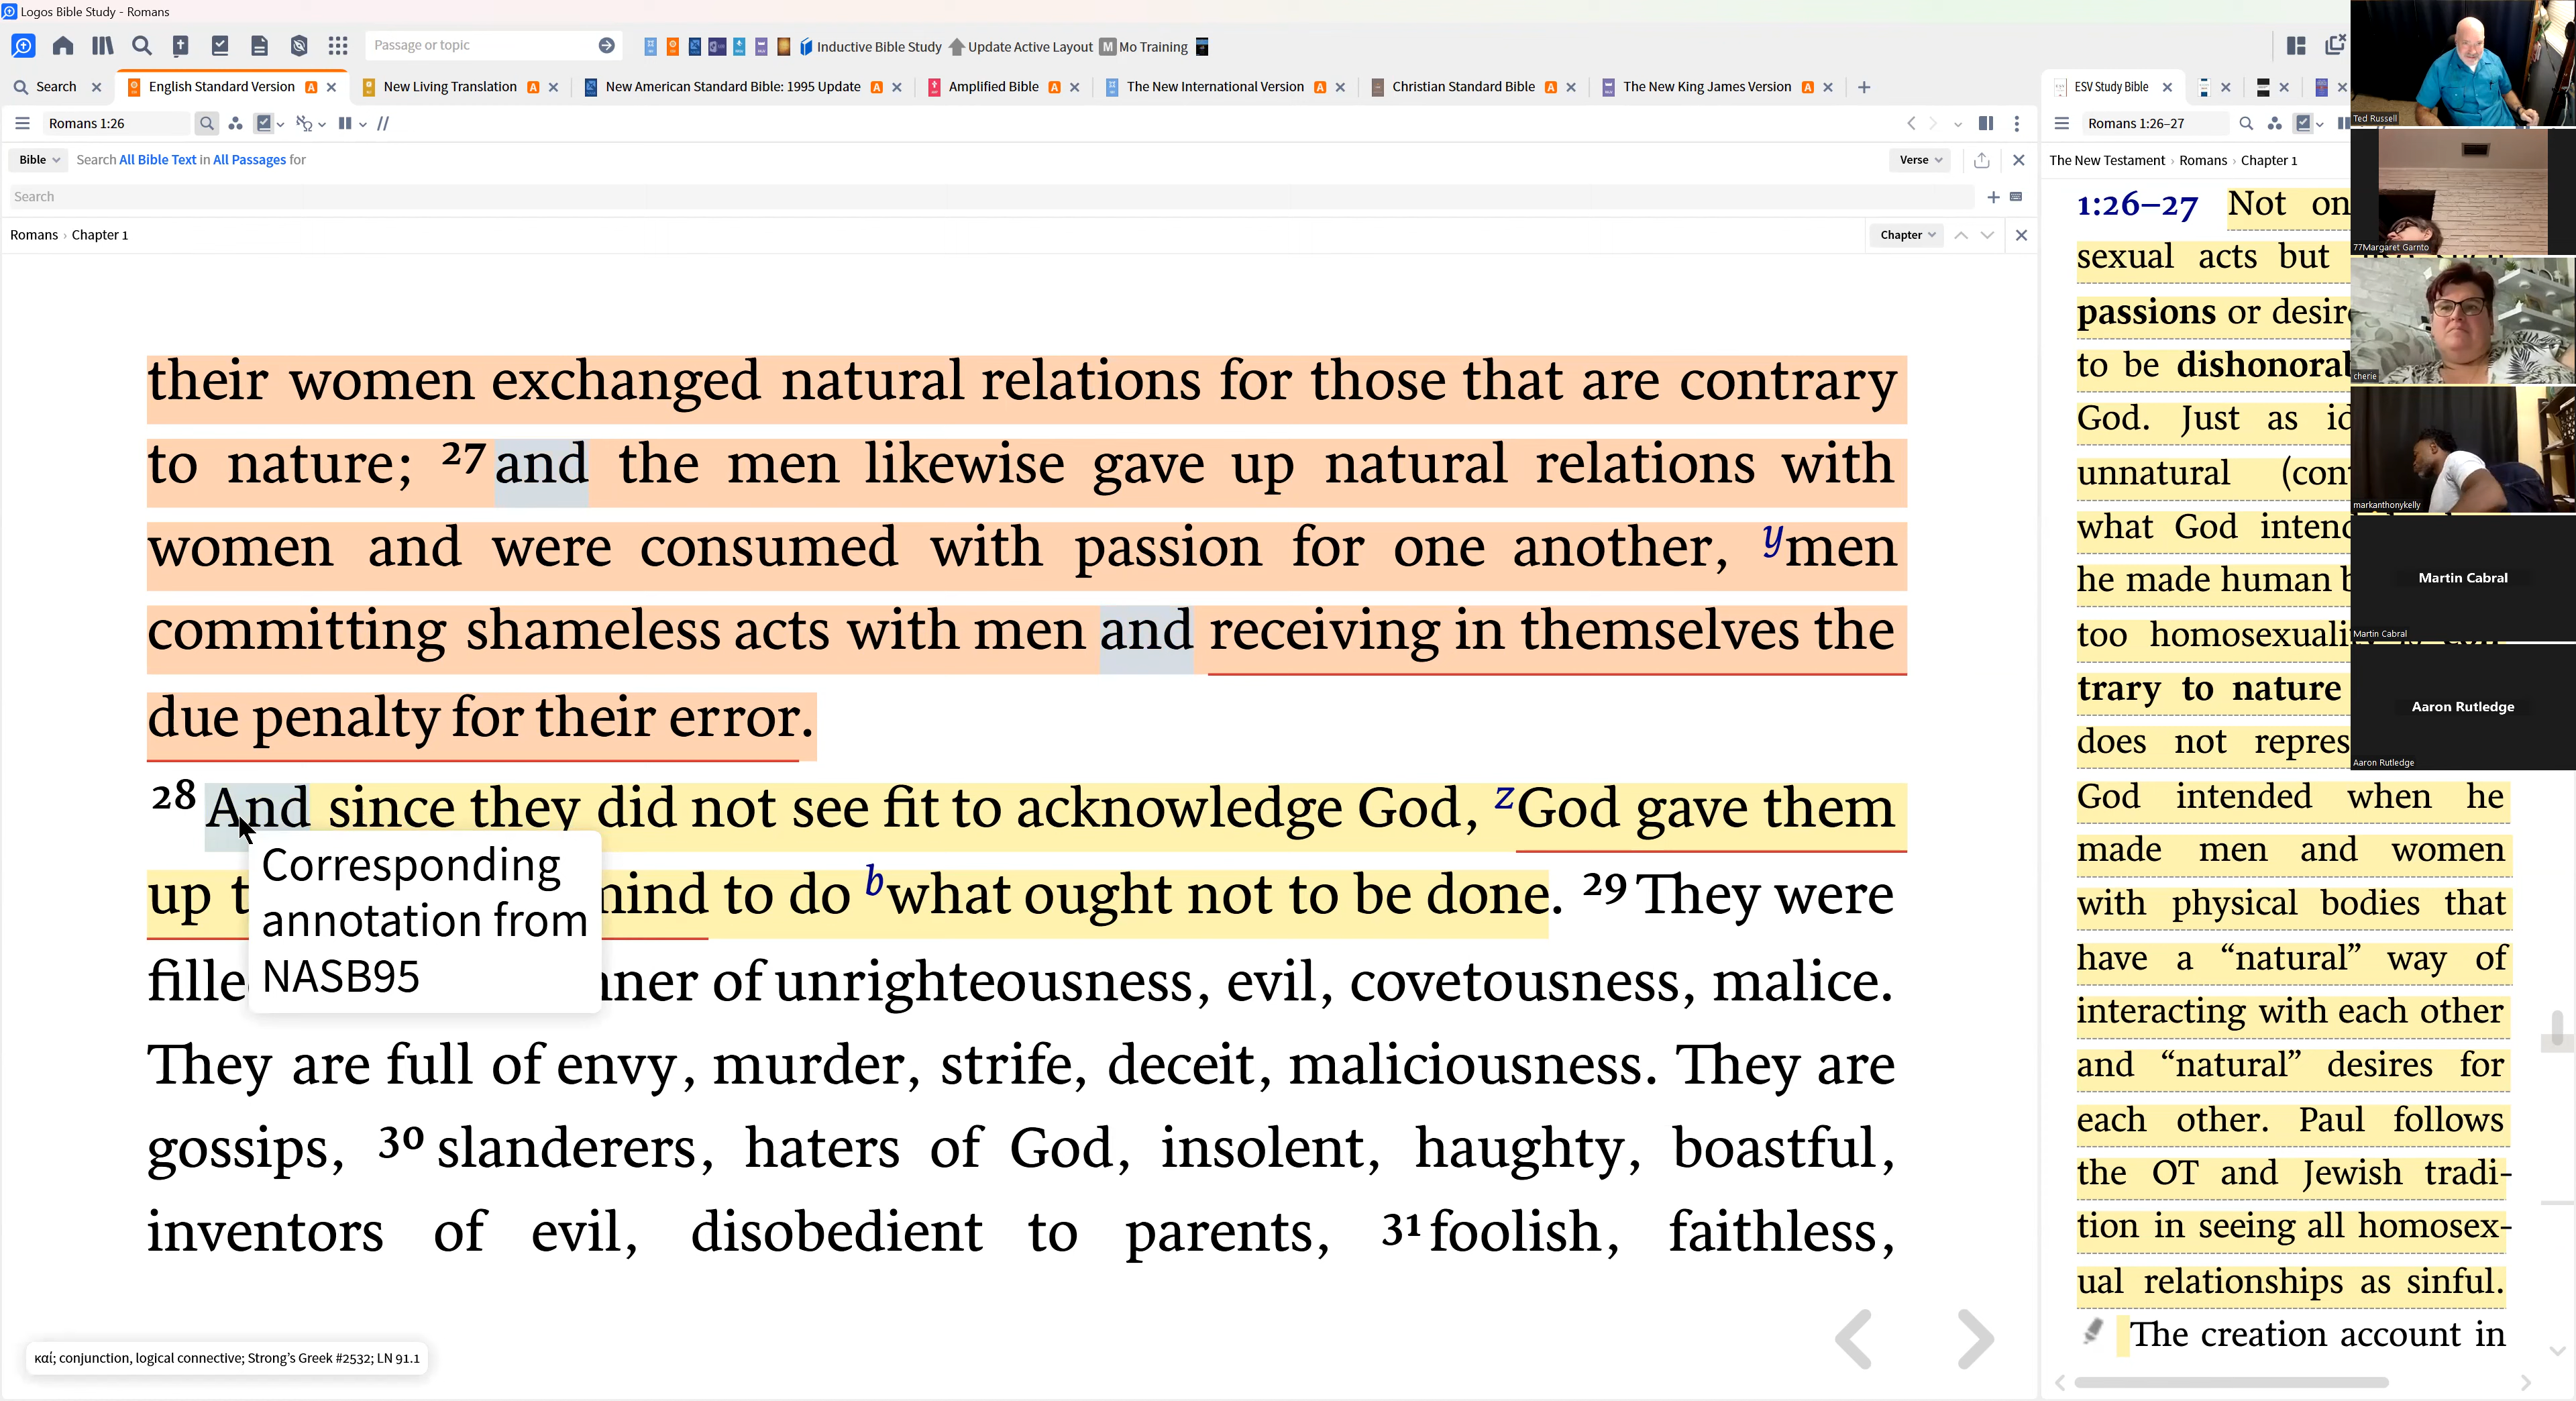 Logos Bible Study - Romans
Passage or topic
Inductive Bible Study
Update Active Layout
M Mo Training
Search
English Standard Version A
New Living Translation A
New American Standard Bible: 1995 Update A
Amplified Bible A
The New International Version A
Christian Standard Bible A
The New King James Version A
Romans 1:26
Bible
Search All Bible Text in All Passages for
Verse
Search
Romans › Chapter 1
Chapter
their women exchanged natural relations for those that are contrary
to nature; 27 and the men likewise gave up natural relations with
women and were consumed with passion for one another, y men
committing shameless acts with men and receiving in themselves the
due penalty for their error.
28 And since they did not see fit to acknowledge God, z God gave them
up to do b what ought not to be done. 29 They were
of unrighteousness, evil, covetousness, malice.
They are full of envy, murder, strife, deceit, maliciousness. They are
gossips, 30 slanderers, haters of God, insolent, haughty, boastful,
inventors of evil, disobedient to parents, 31 foolish, faithless,
Corresponding
annotation from
NASB95
καί; conjunction, logical connective; Strong's Greek #2532; LN 91.1
ESV Study Bible
Romans 1:26–27
The New Testament › Romans › Chapter 1
1:26–27 Not
sexual acts but
passions or
to be
God. Just as
unnatural
what God
he made human
too
trary to nature
does not
God intended when he
made men and women
with physical bodies that
have a “natural” way of
interacting with each other
and “natural” desires for
each other. Paul follows
the OT and Jewish tradi-
tion in seeing all homosex-
ual relationships as sinful.
The creation account in
Ted Russell
77Margaret Garnto
cherie
markanthonykelly
Martin Cabral
Martin Cabral
Aaron Rutledge
Aaron Rutledge